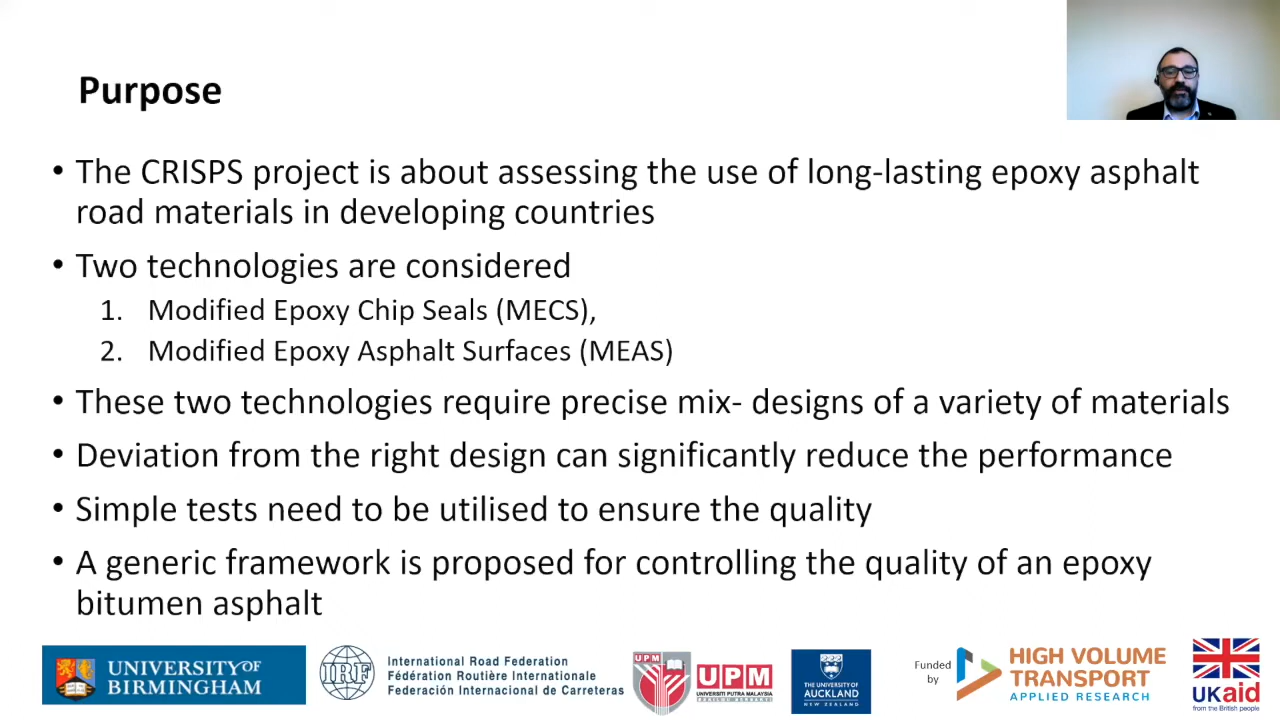 Purpose
• The CRISPS project is about assessing the use of long-lasting epoxy asphalt
road materials in developing countries
• Two technologies are considered
1. Modified Epoxy Chip Seals (MECS),
2. Modified Epoxy Asphalt Surfaces (MEAS)
• These two technologies require precise mix- designs of a variety of materials
• Deviation from the right design can significantly reduce the performance
• Simple tests need to be utilised to ensure the quality
• A generic framework is proposed for controlling the quality of an epoxy
bitumen asphalt
UNIVERSITY OF
BIRMINGHAM
IRF
International Road Federation
Fédération Routière Internationale
Federación Internacional de Carreteras
UPM
UPM
UNIVERSITI PUTRA MALAYSIA
THE UNIVERSITY OF
AUCKLAND
NEW ZEALAND
Funded
by
HIGH VOLUME
TRANSPORT
APPLIED RESEARCH
UKaid
from the British people